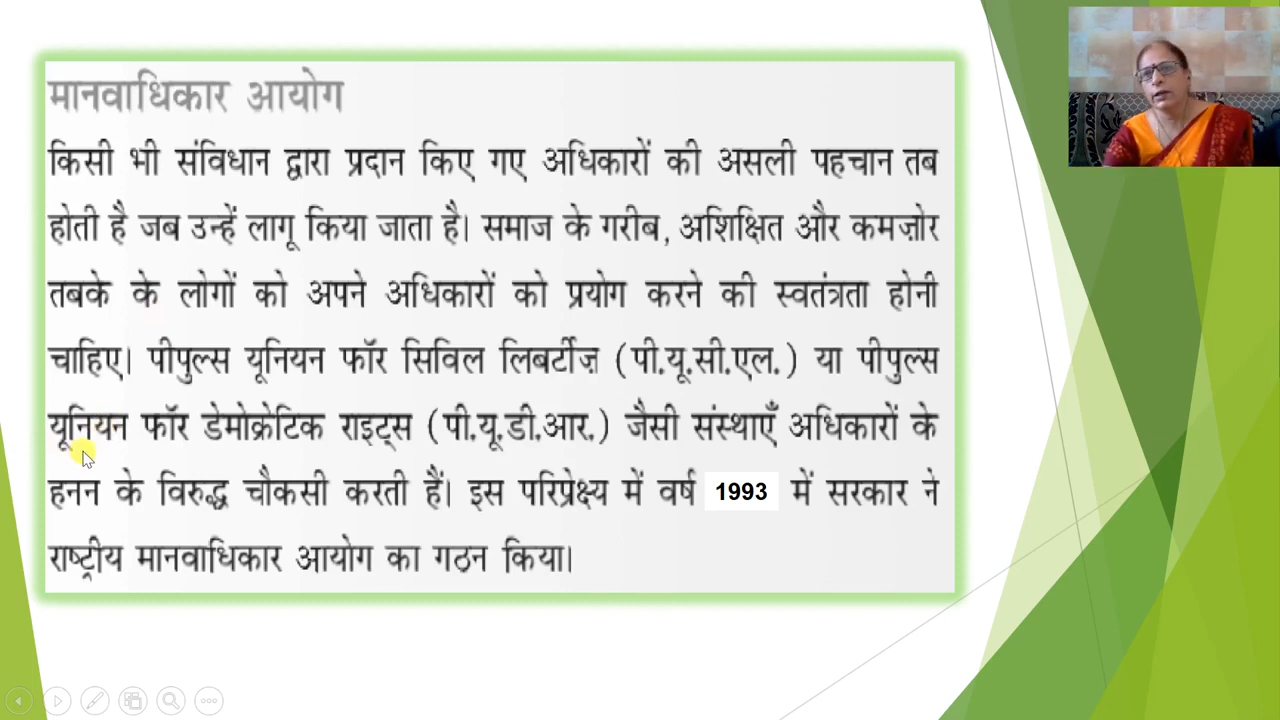 मानवाधिकार आयोग
किसी भी संविधान द्वारा प्रदान किए गए अधिकारों की असली पहचान तब
होती है जब उन्हें लागू किया जाता है। समाज के गरीब, अशिक्षित और कमज़ोर
तबके के लोगों को अपने अधिकारों को प्रयोग करने की स्वतंत्रता होनी
चाहिए। पीपुल्स यूनियन फॉर सिविल लिबर्टीज़ (पी.यू.सी.एल.) या पीपुल्स
यूनियन फॉर डेमोक्रेटिक राइट्स (पी.यू.डी.आर.) जैसी संस्थाएँ अधिकारों के
हनन के विरुद्ध चौकसी करती हैं। इस परिप्रेक्ष्य में वर्ष 1993 में सरकार ने
राष्ट्रीय मानवाधिकार आयोग का गठन किया।